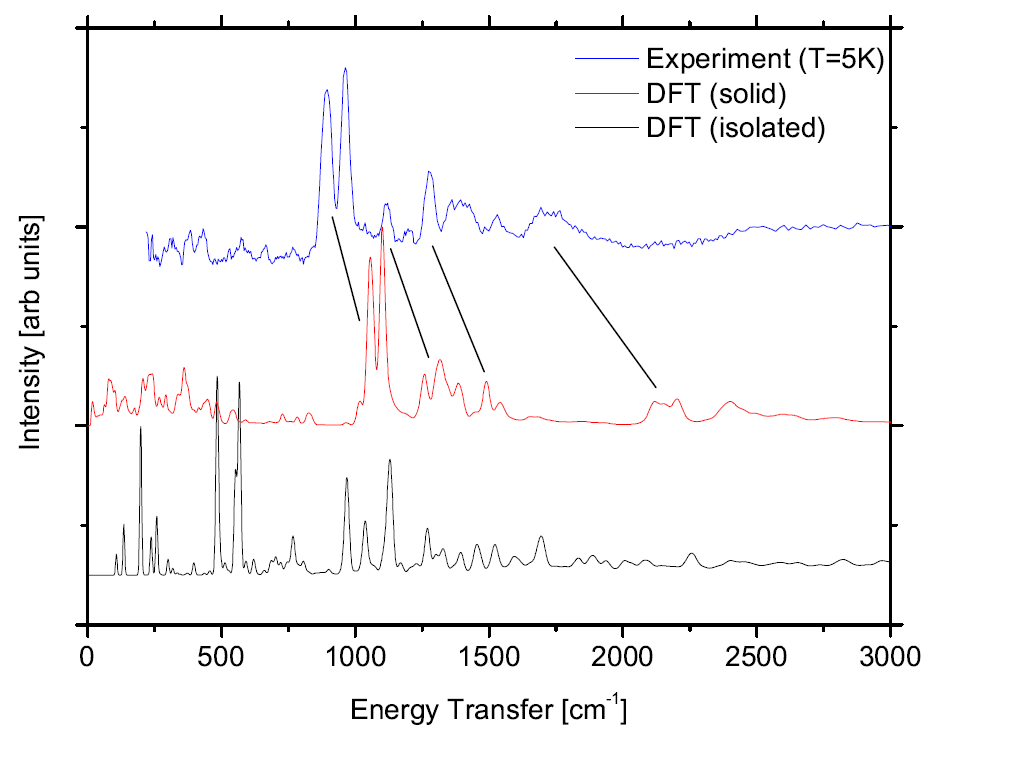 Experiment (T=5K)
DFT (solid)
DFT (isolated)
Intensity [arb units]
0 500 1000 1500 2000 2500 3000
Energy Transfer [cm⁻¹]